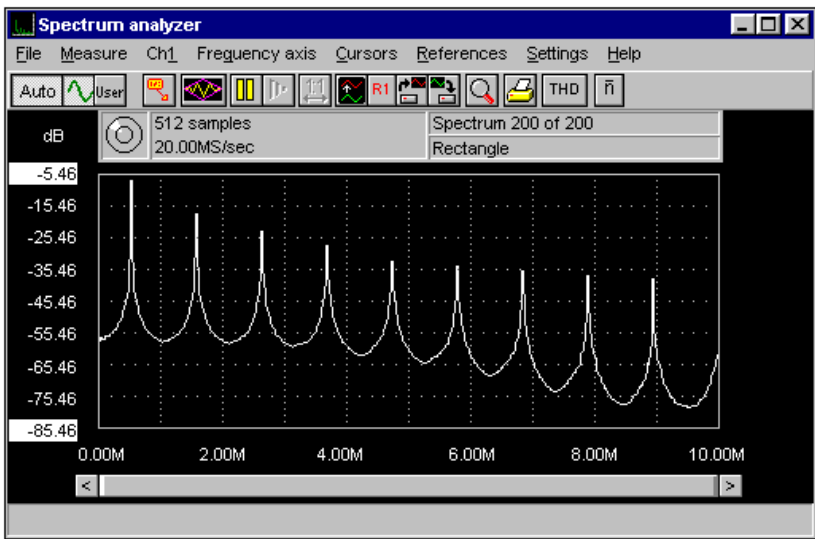 Spectrum analyzer
File Measure Ch1 Freguency axis Cursors References Settings Help
Auto User R1 THD n̄
512 samples Spectrum 200 of 200
20.00MS/sec Rectangle
dB
-5.46
-15.46
-25.46
-35.46
-45.46
-55.46
-65.46
-75.46
-85.46
0.00M 2.00M 4.00M 6.00M 8.00M 10.00M